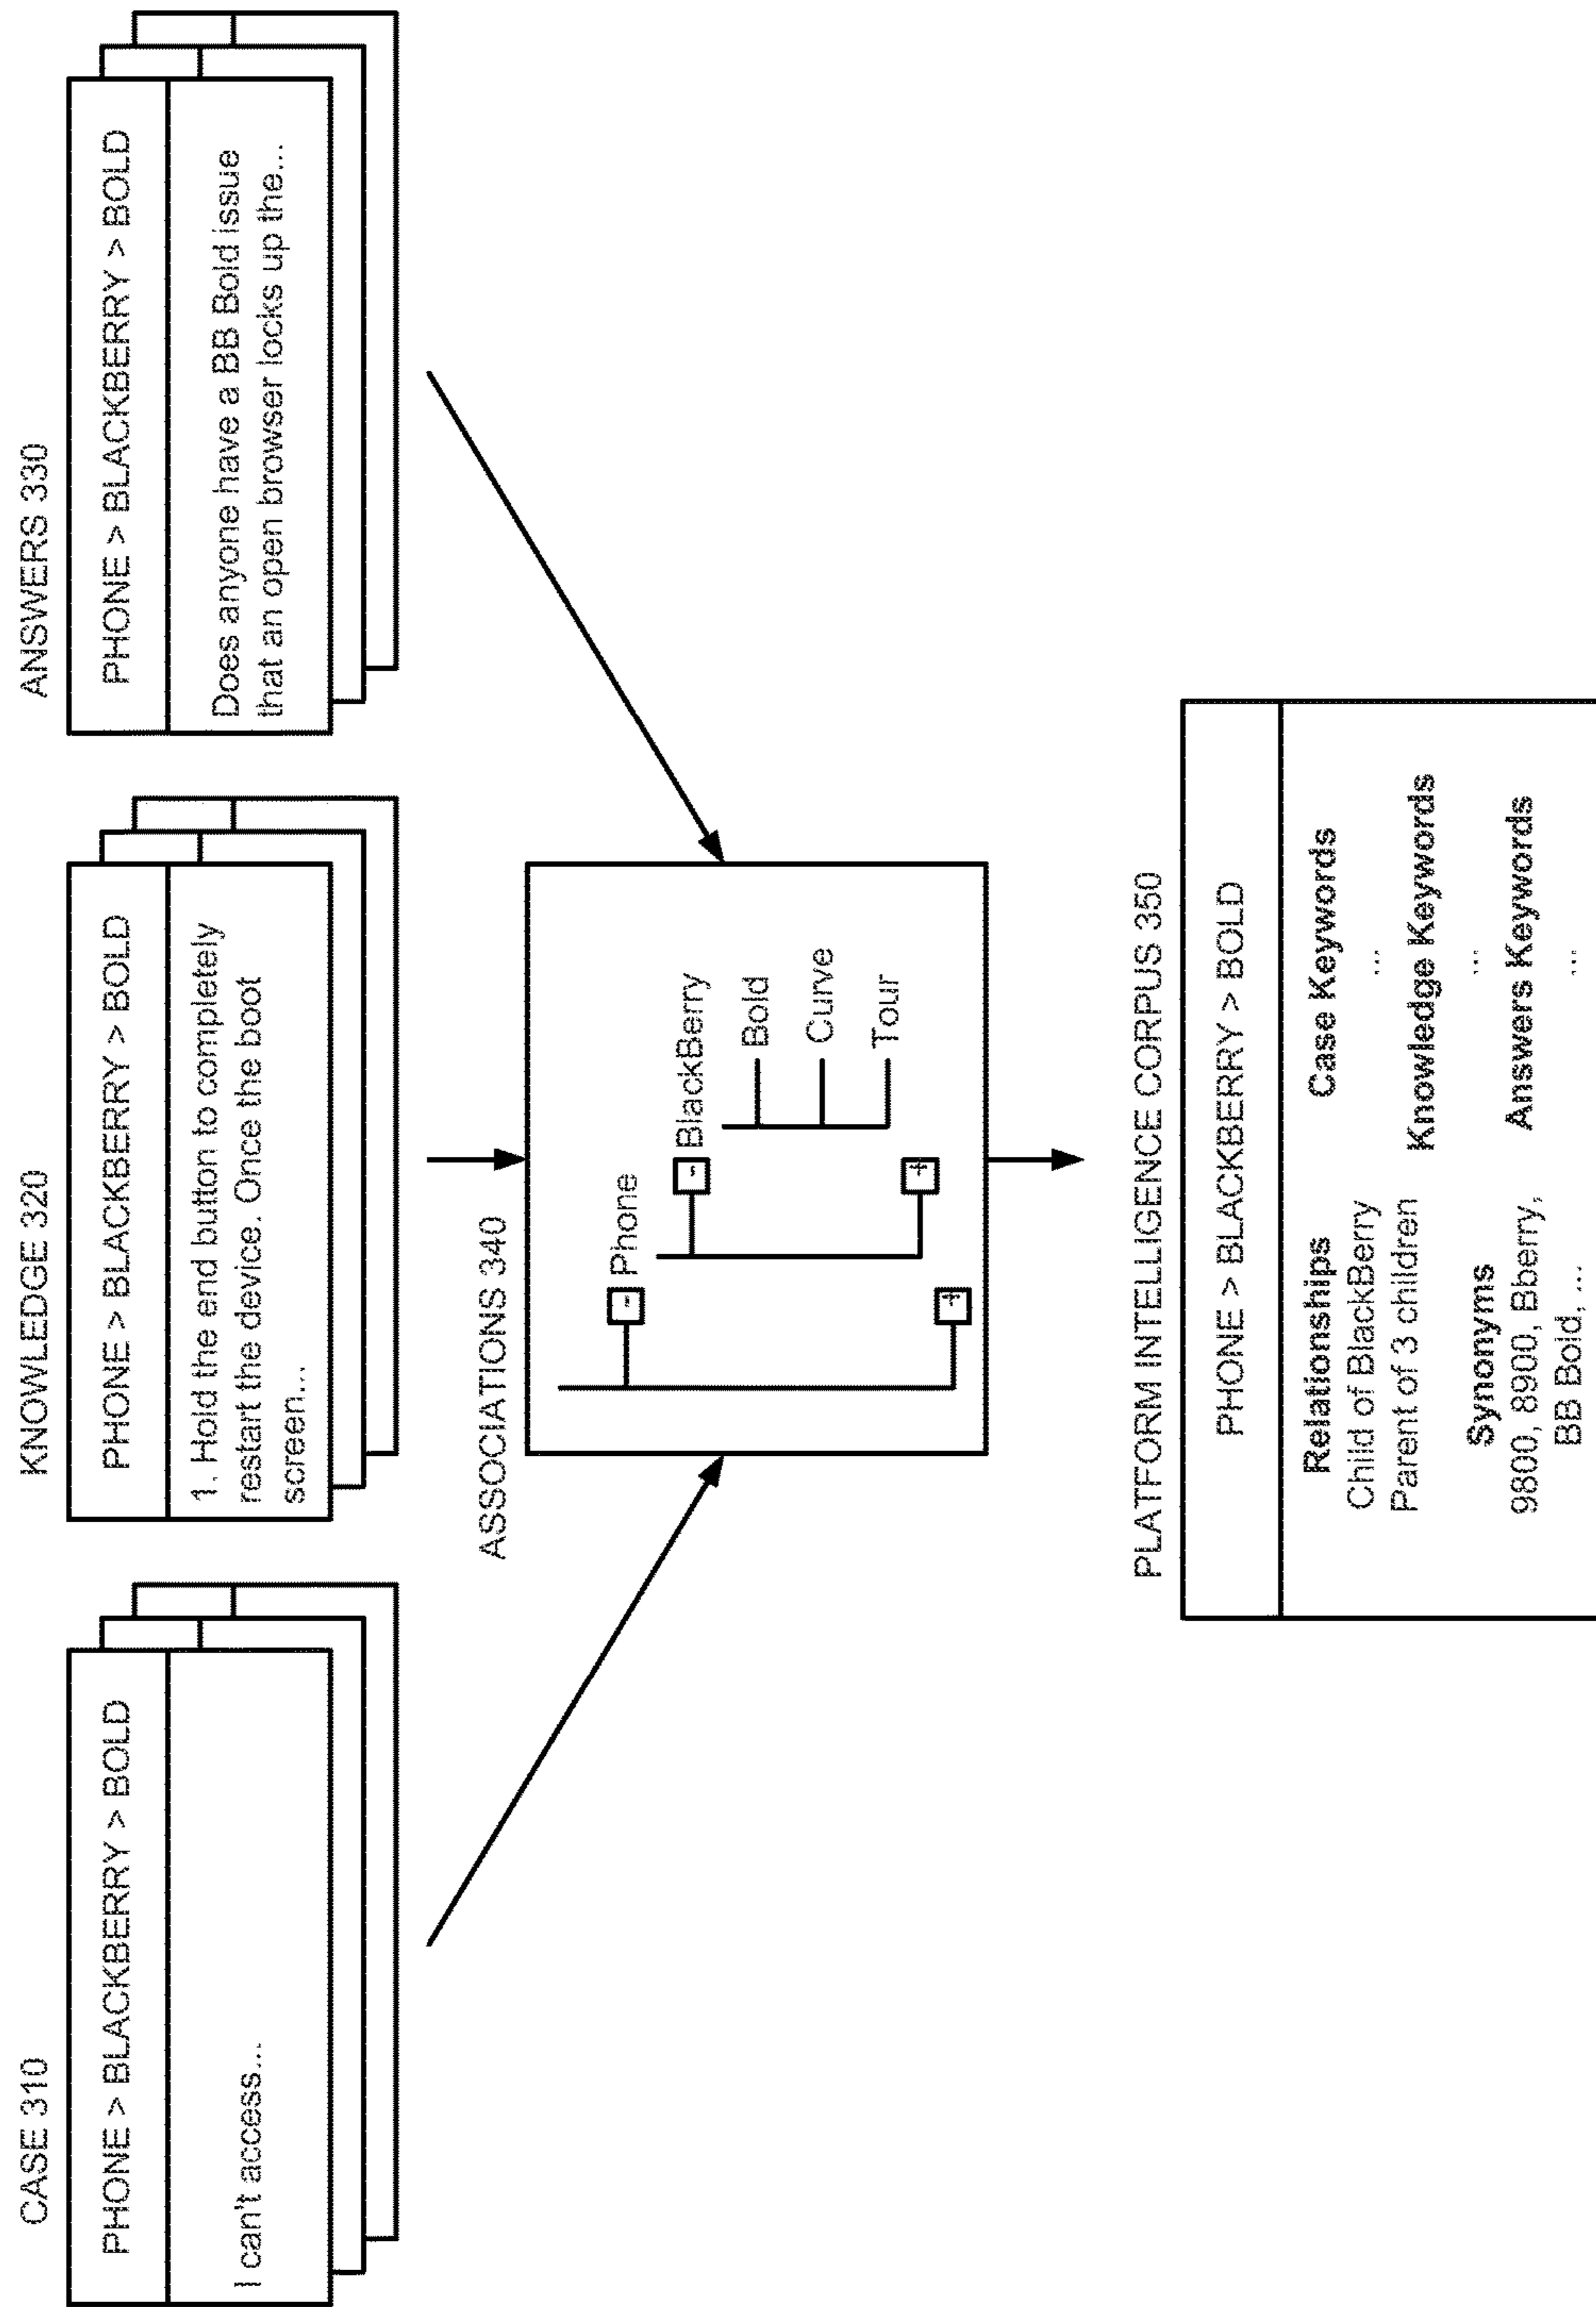 CASE 310
PHONE > BLACKBERRY > BOLD
I can't access...
KNOWLEDGE 320
PHONE > BLACKBERRY > BOLD
1. Hold the end button to completely
restart the device. Once the boot
screen...
ANSWERS 330
PHONE > BLACKBERRY > BOLD
Does anyone have a BB Bold issue
that an open browser locks up the...
ASSOCIATIONS 340
- Phone
- BlackBerry
Bold
Curve
Tour
+
+
PLATFORM INTELLIGENCE CORPUS 350
PHONE > BLACKBERRY > BOLD
Relationships
Child of BlackBerry
Parent of 3 children
Synonyms
9800, 8900, Bberry,
BB Bold, ...
Case Keywords
...
Knowledge Keywords
...
Answers Keywords
...